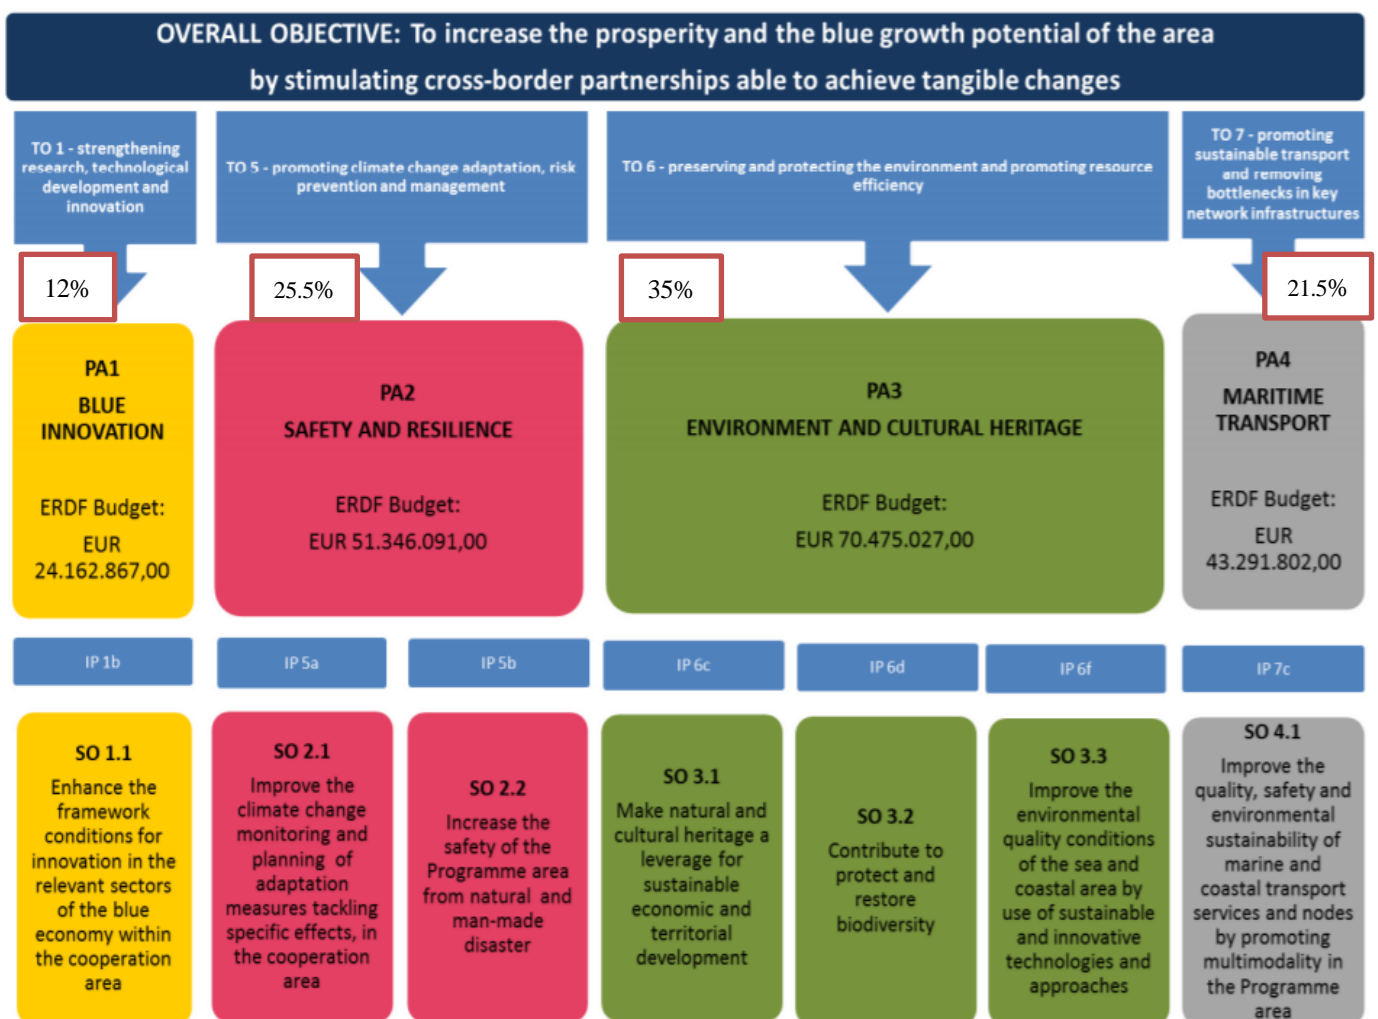 OVERALL OBJECTIVE: To increase the prosperity and the blue growth potential of the area
by stimulating cross-border partnerships able to achieve tangible changes
TO 1 - strengthening
research, technological
development and
innovation
TO 5 - promoting climate change adaptation, risk
prevention and management
TO 6 - preserving and protecting the environment and promoting resource
efficiency
TO 7 - promoting
sustainable transport
and removing
bottlenecks in key
network infrastructures
12%
25.5%
35%
21.5%
PA1
BLUE
INNOVATION
ERDF Budget:
EUR
24.162.867,00
PA2
SAFETY AND RESILIENCE
ERDF Budget:
EUR 51.346.091,00
PA3
ENVIRONMENT AND CULTURAL HERITAGE
ERDF Budget:
EUR 70.475.027,00
PA4
MARITIME
TRANSPORT
ERDF Budget:
EUR
43.291.802,00
IP 1b
IP 5a
IP 5b
IP 6c
IP 6d
IP 6f
IP 7c
SO 1.1
Enhance the
framework
conditions for
innovation in the
relevant sectors
of the blue
economy within
the cooperation
area
SO 2.1
Improve the
climate change
monitoring and
planning of
adaptation
measures tackling
specific effects, in
the cooperation
area
SO 2.2
Increase the
safety of the
Programme area
from natural and
man-made
disaster
SO 3.1
Make natural and
cultural heritage a
leverage for
sustainable
economic and
territorial
development
SO 3.2
Contribute to
protect and
restore
biodiversity
SO 3.3
Improve the
environmental
quality conditions
of the sea and
coastal area by
use of sustainable
and innovative
technologies and
approaches
SO 4.1
Improve the
quality, safety and
environmental
sustainability of
marine and
coastal transport
services and nodes
by promoting
multimodality in
the Programme
area